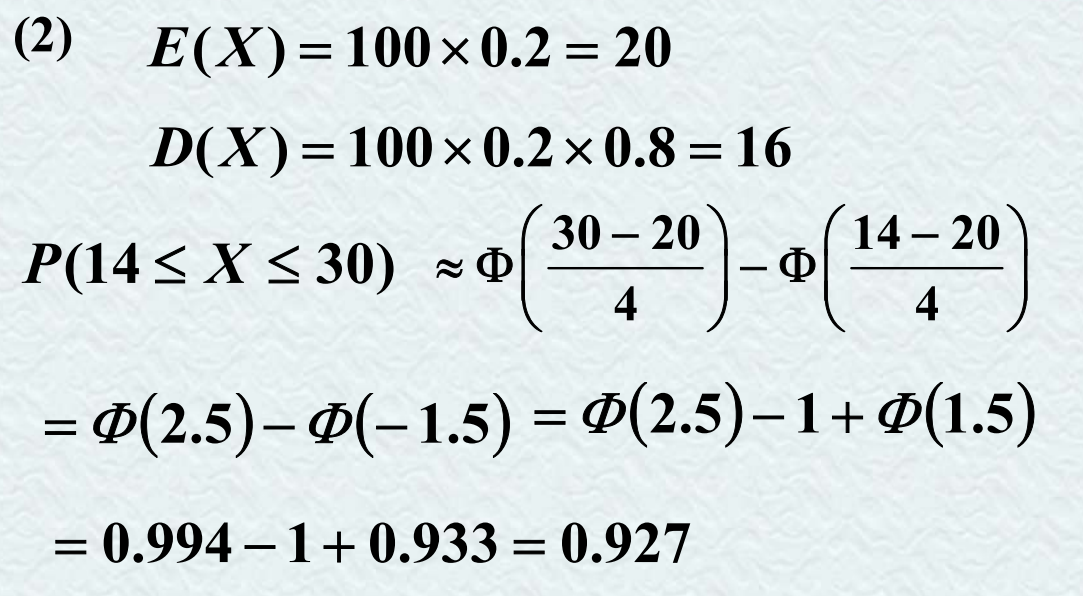 (2) E(X) = 100 × 0.2 = 20
D(X) = 100 × 0.2 × 0.8 = 16
P(14 ≤ X ≤ 30) ≈ Φ((30 − 20)/4) − Φ((14 − 20)/4)
= Φ(2.5) − Φ(− 1.5) = Φ(2.5) − 1 + Φ(1.5)
= 0.994 − 1 + 0.933 = 0.927